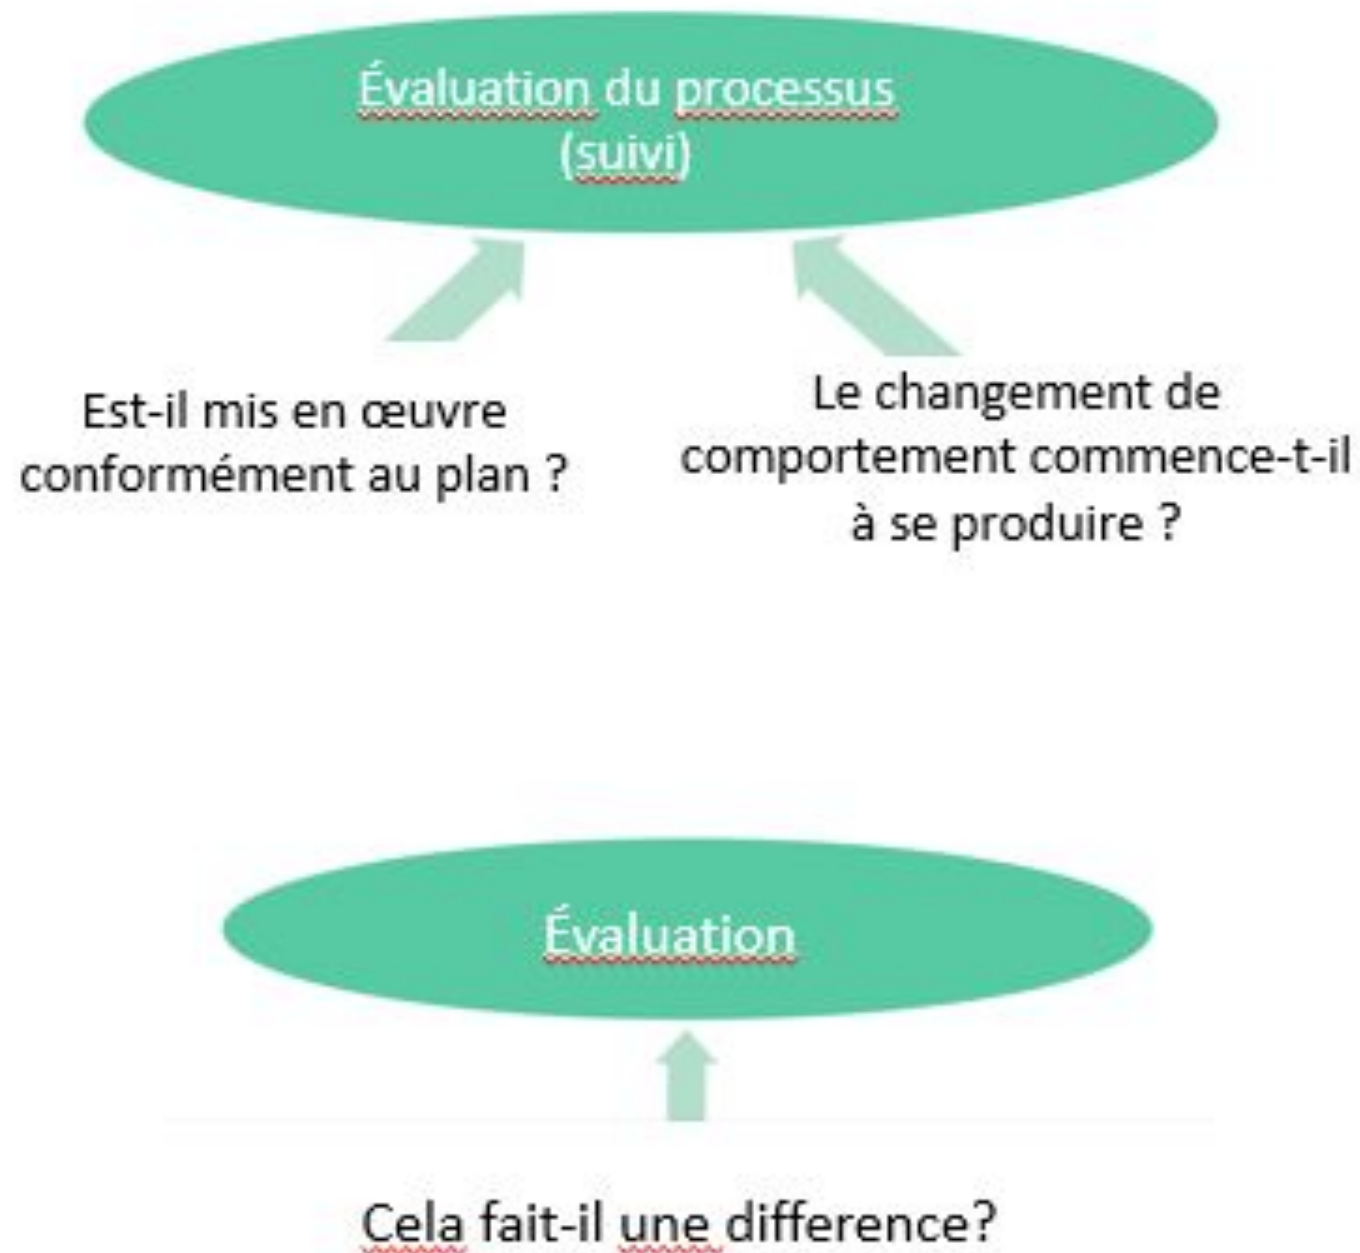 Évaluation du processus
(suivi)
Est-il mis en œuvre
conformément au plan ?
Le changement de
comportement commence-t-il
à se produire ?
Évaluation
Cela fait-il une difference?